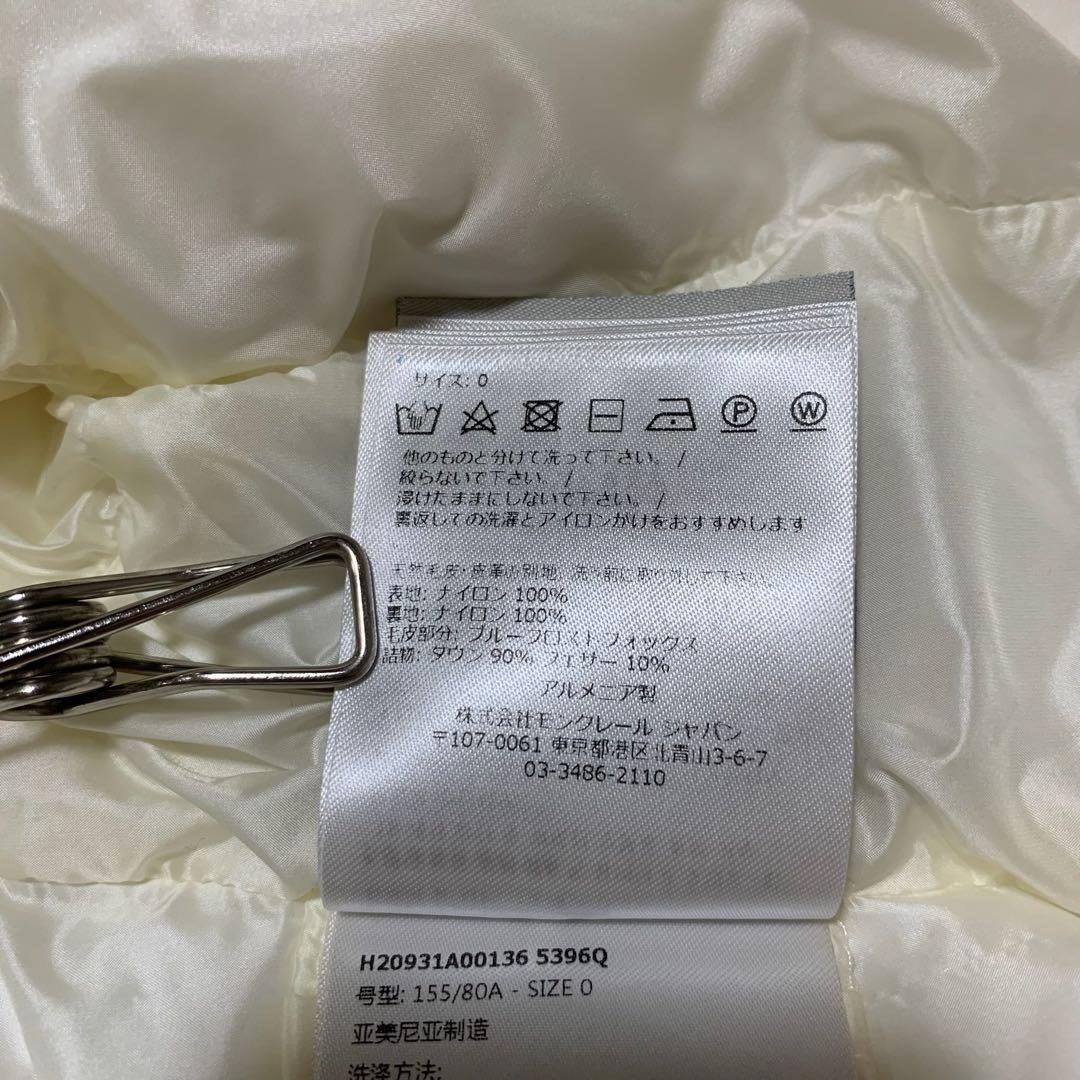 サイズ: 0
P W
他のものと分けて洗って下さい。/
絞らないで下さい。/
浸けたままにしないで下さい。/
裏返しての洗濯とアイロンがけをおすすめします
天然毛皮・皮革の別地、洗う前に取り外して下さい。
表地: ナイロン 100%
裏地: ナイロン 100%
毛皮部分: ブルーフロストフォックス
詰物: ダウン 90% フェザー 10%
アルメニア製
株式会社モンクレール ジャパン
〒107-0061 東京都港区北青山3-6-7
03-3486-2110
H20931A00136 5396Q
号型: 155/80A - SIZE 0
亚美尼亚制造
洗涤方法: